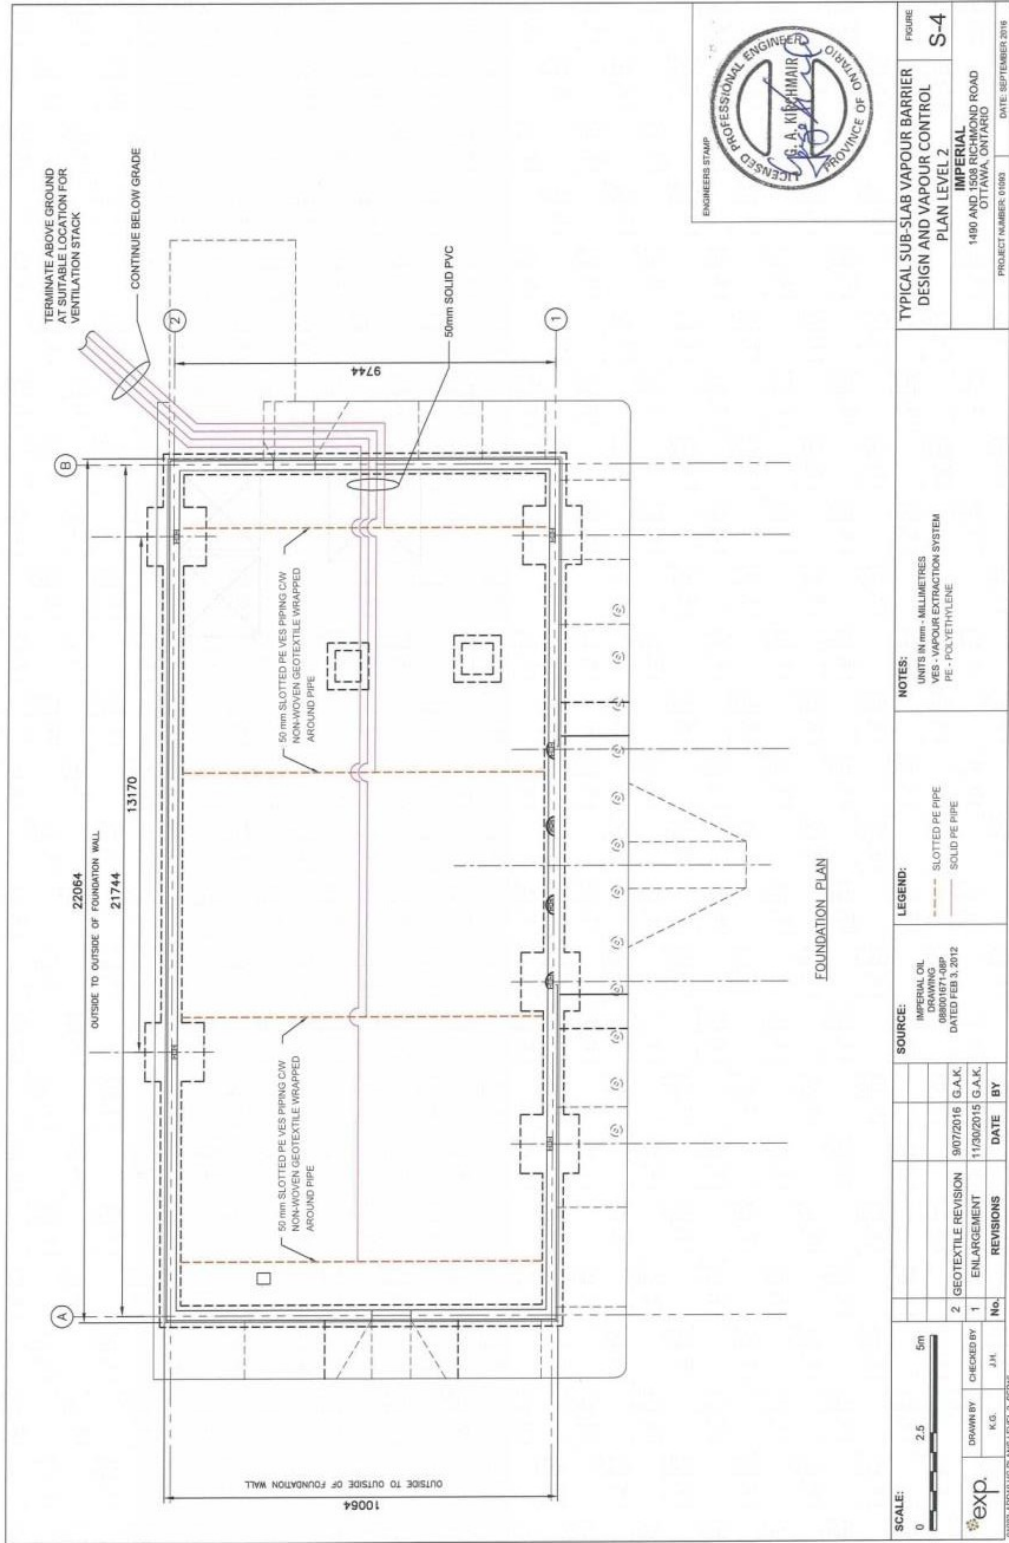 TERMINATE ABOVE GROUND
AT SUITABLE LOCATION FOR
VENTILATION STACK
CONTINUE BELOW GRADE
A
B
2
1
22064
OUTSIDE TO OUTSIDE OF FOUNDATION WALL
21744
13170
9744
10064
OUTSIDE TO OUTSIDE OF FOUNDATION WALL
50mm SOLID PVC
50 mm SLOTTED PE VES PIPING C/W
NON-WOVEN GEOTEXTILE WRAPPED
AROUND PIPE
50 mm SLOTTED PE VES PIPING C/W
NON-WOVEN GEOTEXTILE WRAPPED
AROUND PIPE
FOUNDATION PLAN
ENGINEERS STAMP
LICENSED PROFESSIONAL ENGINEER
G. A. KIRCHMAIR
PROVINCE OF ONTARIO
SCALE:
0 2.5 5m
exp.
DRAWN BY CHECKED BY
K.G. J.H.
2 GEOTEXTILE REVISION 9/07/2016 G.A.K.
1 ENLARGEMENT 11/30/2015 G.A.K.
No. REVISIONS DATE BY
SOURCE:
IMPERIAL OIL
DRAWING
088001671-08P
DATED FEB 3, 2012
LEGEND:
SLOTTED PE PIPE
SOLID PE PIPE
NOTES:
UNITS IN mm - MILLIMETRES
VES - VAPOUR EXTRACTION SYSTEM
PE - POLYETHYLENE
TYPICAL SUB-SLAB VAPOUR BARRIER
DESIGN AND VAPOUR CONTROL
PLAN LEVEL 2
FIGURE
S-4
IMPERIAL
1490 AND 1508 RICHMOND ROAD
OTTAWA, ONTARIO
PROJECT NUMBER: 01093 DATE: SEPTEMBER 2016